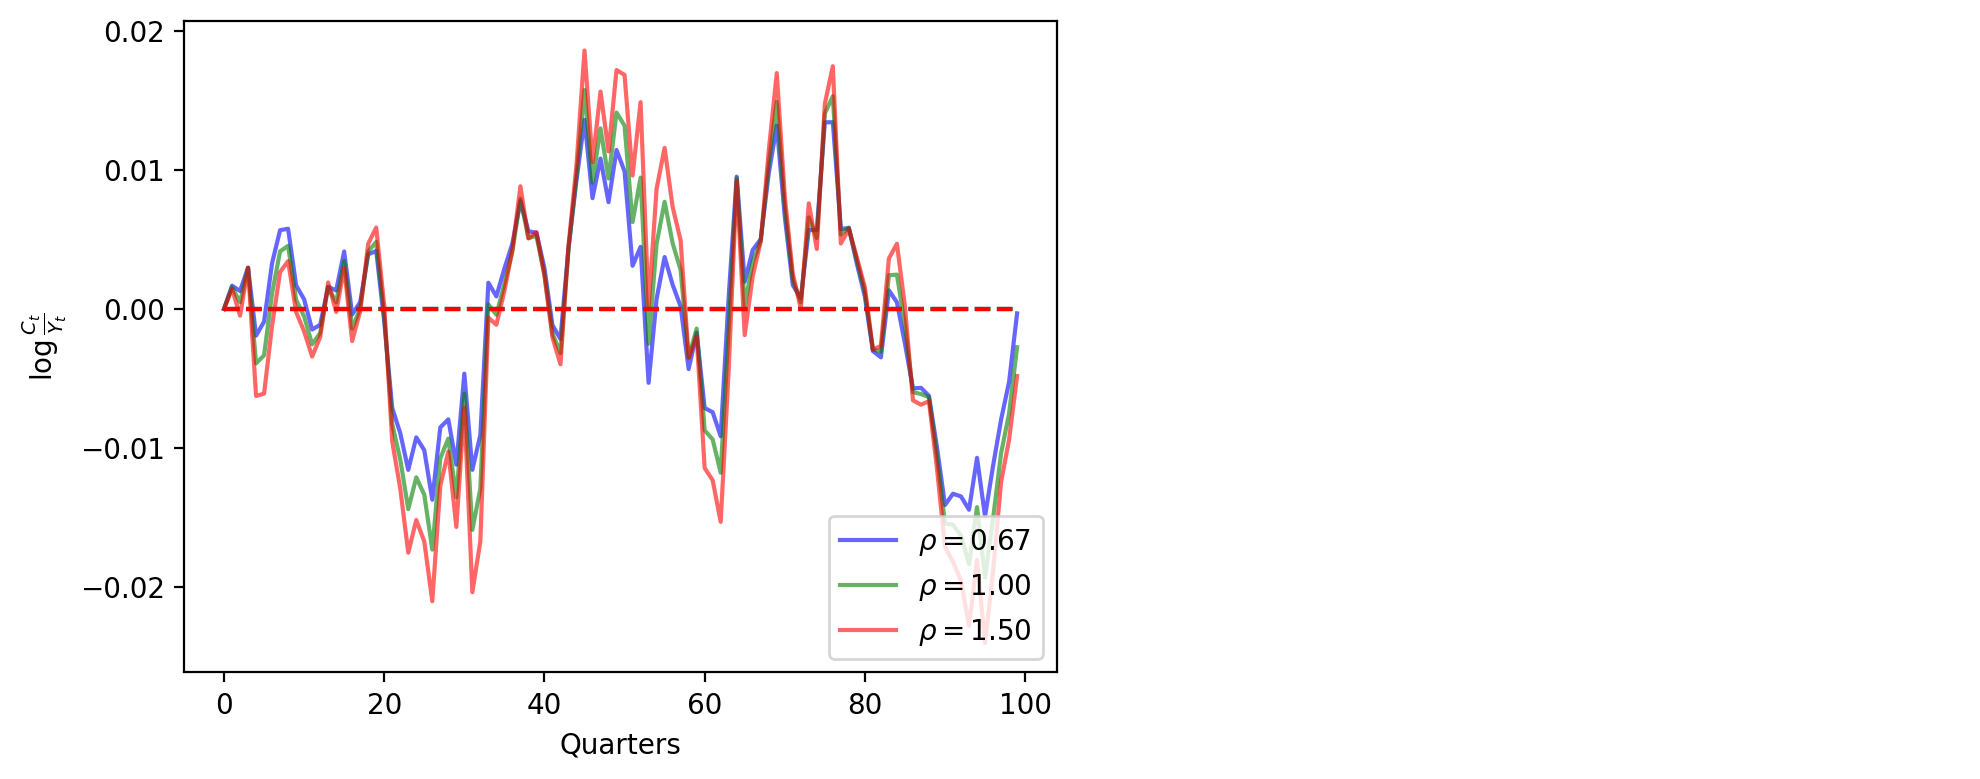 0.02
0.01
0.00
−0.01
−0.02
log C_t/Y_t
0 20 40 60 80 100
Quarters
ρ = 0.67
ρ = 1.00
ρ = 1.50